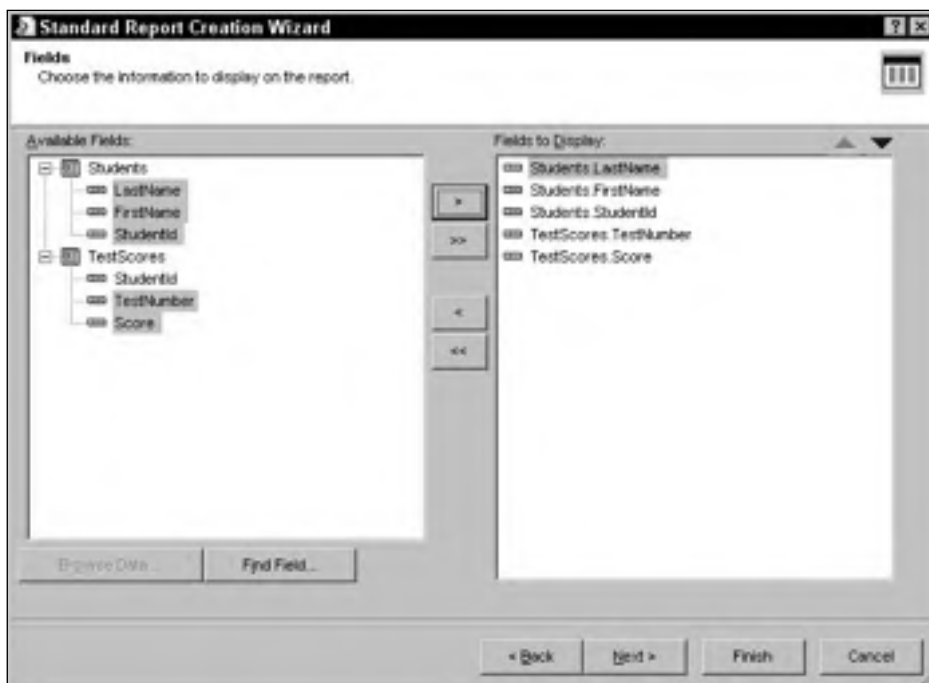 Standard Report Creation Wizard
Fields
Choose the information to display on the report.
Available Fields:
Students
LastName
FirstName
StudentId
TestScores
StudentId
TestNumber
Score
>
>>
<
<<
Fields to Display:
Students.LastName
Students.FirstName
Students.StudentId
TestScores.TestNumber
TestScores.Score
Browse Data...
Find Field...
< Back
Next >
Finish
Cancel